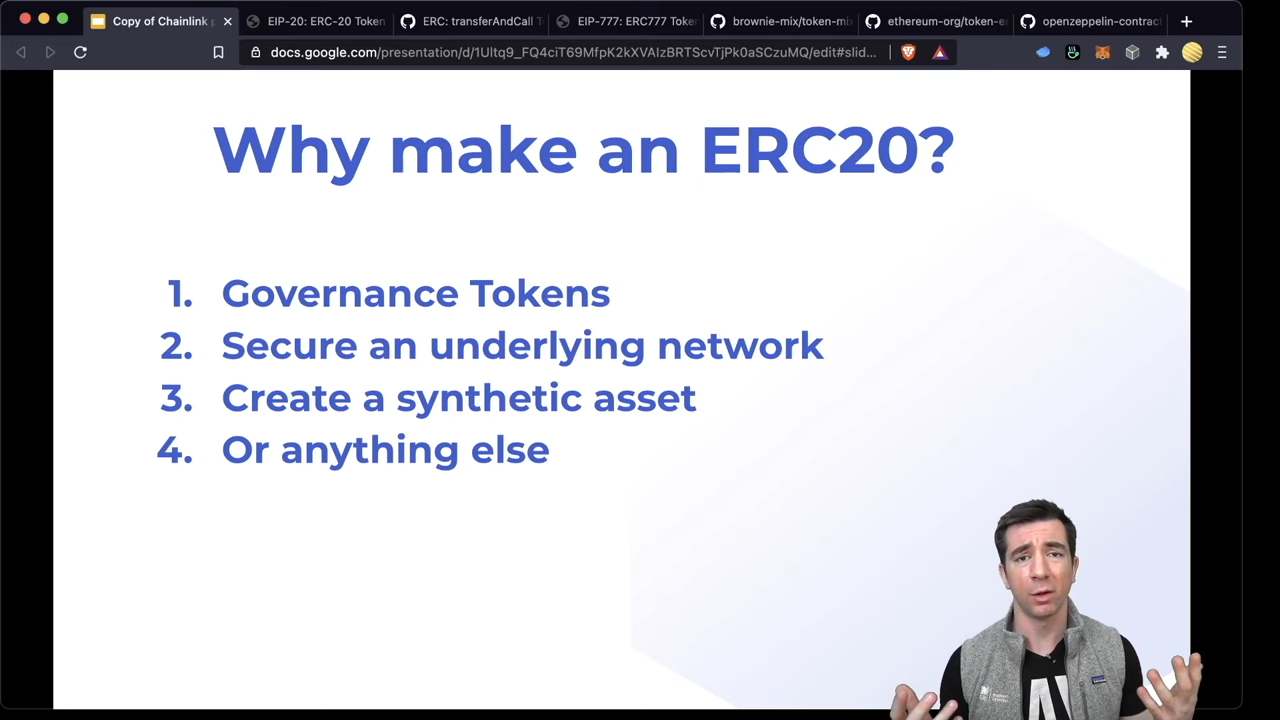 Copy of Chainlink p
EIP-20: ERC-20 Token
ERC: transferAndCall T
EIP-777: ERC777 Token
brownie-mix/token-mix
ethereum-org/token-e
openzeppelin-contract
docs.google.com/presentation/d/1Ultq9_FQ4ciT69MfpK2kXVAIzBRTScvTjPk0aSCzuMQ/edit#slid...
Why make an ERC20?
1. Governance Tokens
2. Secure an underlying network
3. Create a synthetic asset
4. Or anything else